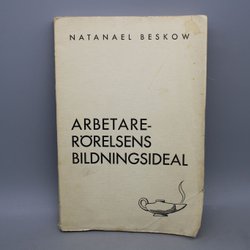 NATANAEL BESKOW
ARBETARE-
RÖRELSENS
BILDNINGSIDEAL